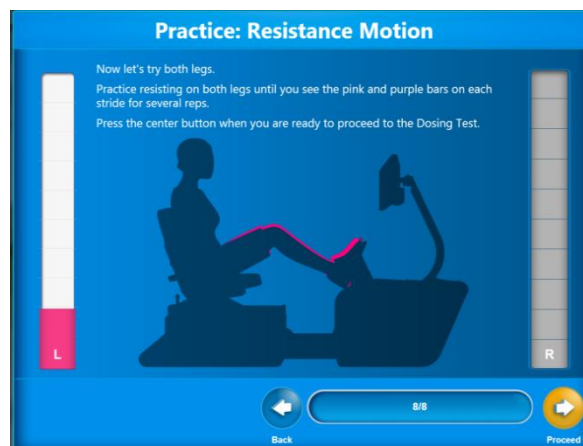 Practice: Resistance Motion
Now let's try both legs.
Practice resisting on both legs until you see the pink and purple bars on each
stride for several reps.
Press the center button when you are ready to proceed to the Dosing Test.
L
R
8/8
Back
Proceed